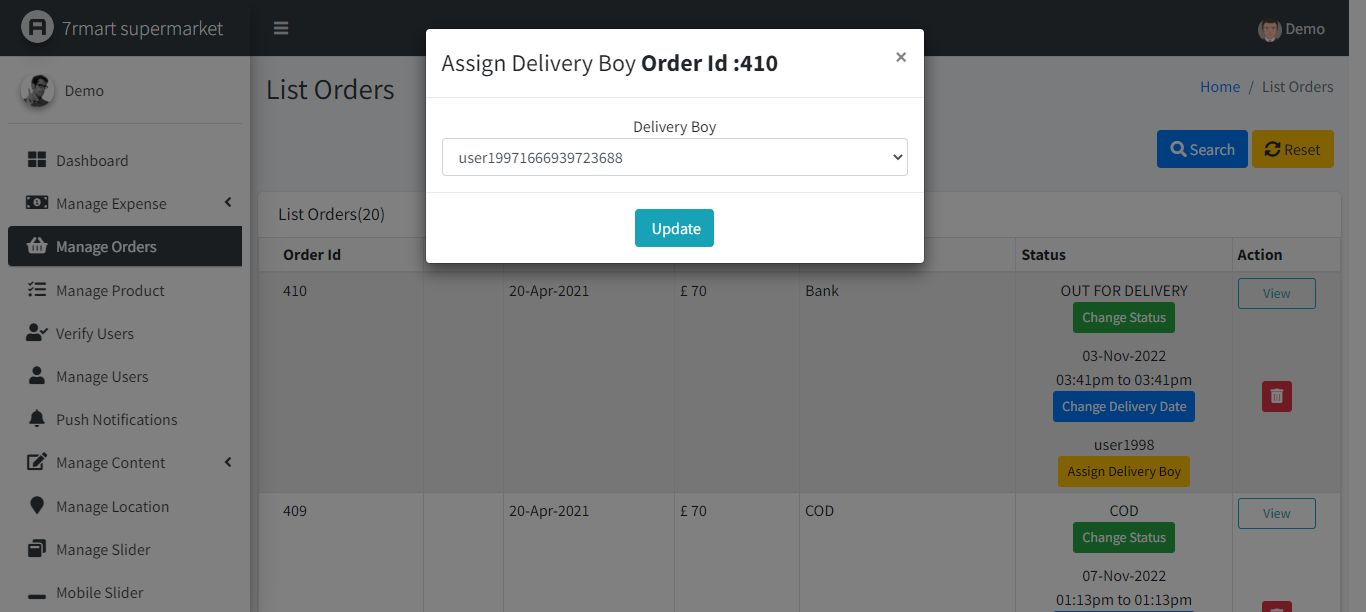 7rmart supermarket
Demo
Assign Delivery Boy Order Id :410
×
Delivery Boy
user19971666939723688
Update
Demo
List Orders
Home / List Orders
Search
Reset
Dashboard
Manage Expense
Manage Orders
Manage Product
Verify Users
Manage Users
Push Notifications
Manage Content
Manage Location
Manage Slider
Mobile Slider
List Orders(20)
Order Id Status Action
410 20-Apr-2021 £ 70 Bank OUT FOR DELIVERY View
Change Status
03-Nov-2022
03:41pm to 03:41pm
Change Delivery Date
user1998
Assign Delivery Boy
409 20-Apr-2021 £ 70 COD COD View
Change Status
07-Nov-2022
01:13pm to 01:13pm